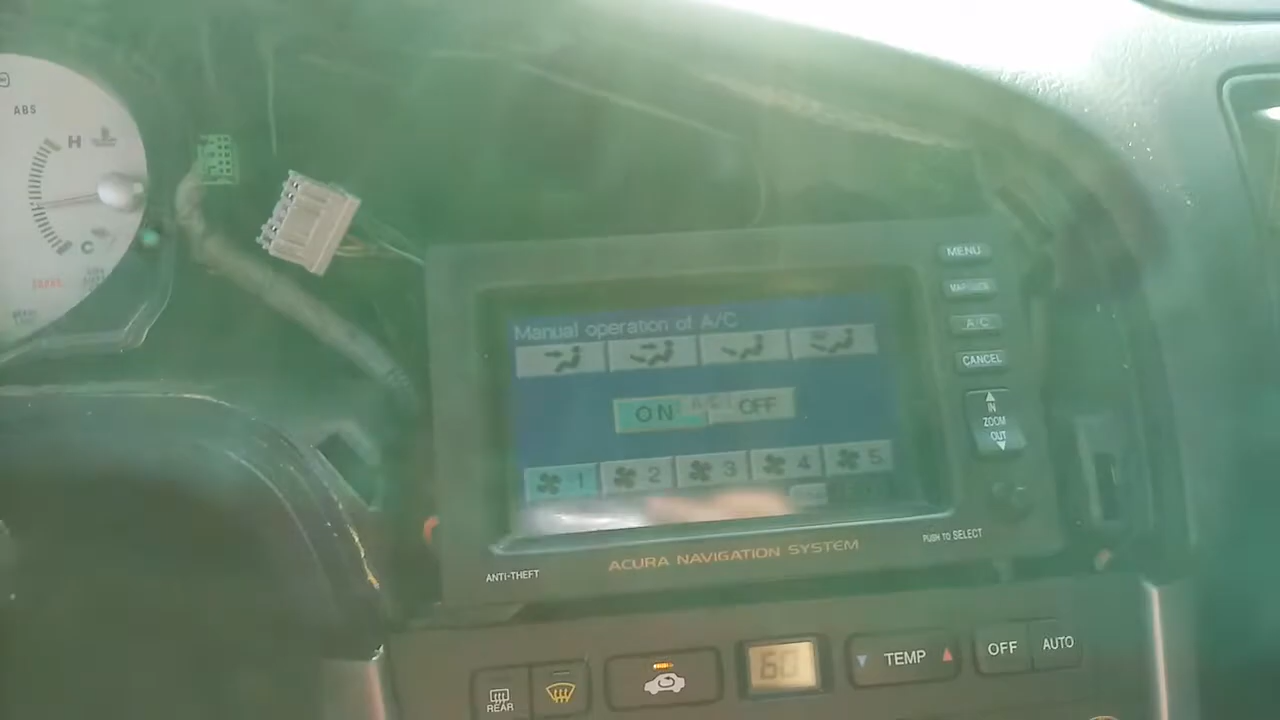 ABS
H
C
MENU
A/C
CANCEL
IN
ZOOM
OUT
Manual operation of A/C
ON
OFF
1
2
3
4
5
PUSH TO SELECT
ANTI-THEFT
ACURA NAVIGATION SYSTEM
REAR
60
TEMP
OFF
AUTO